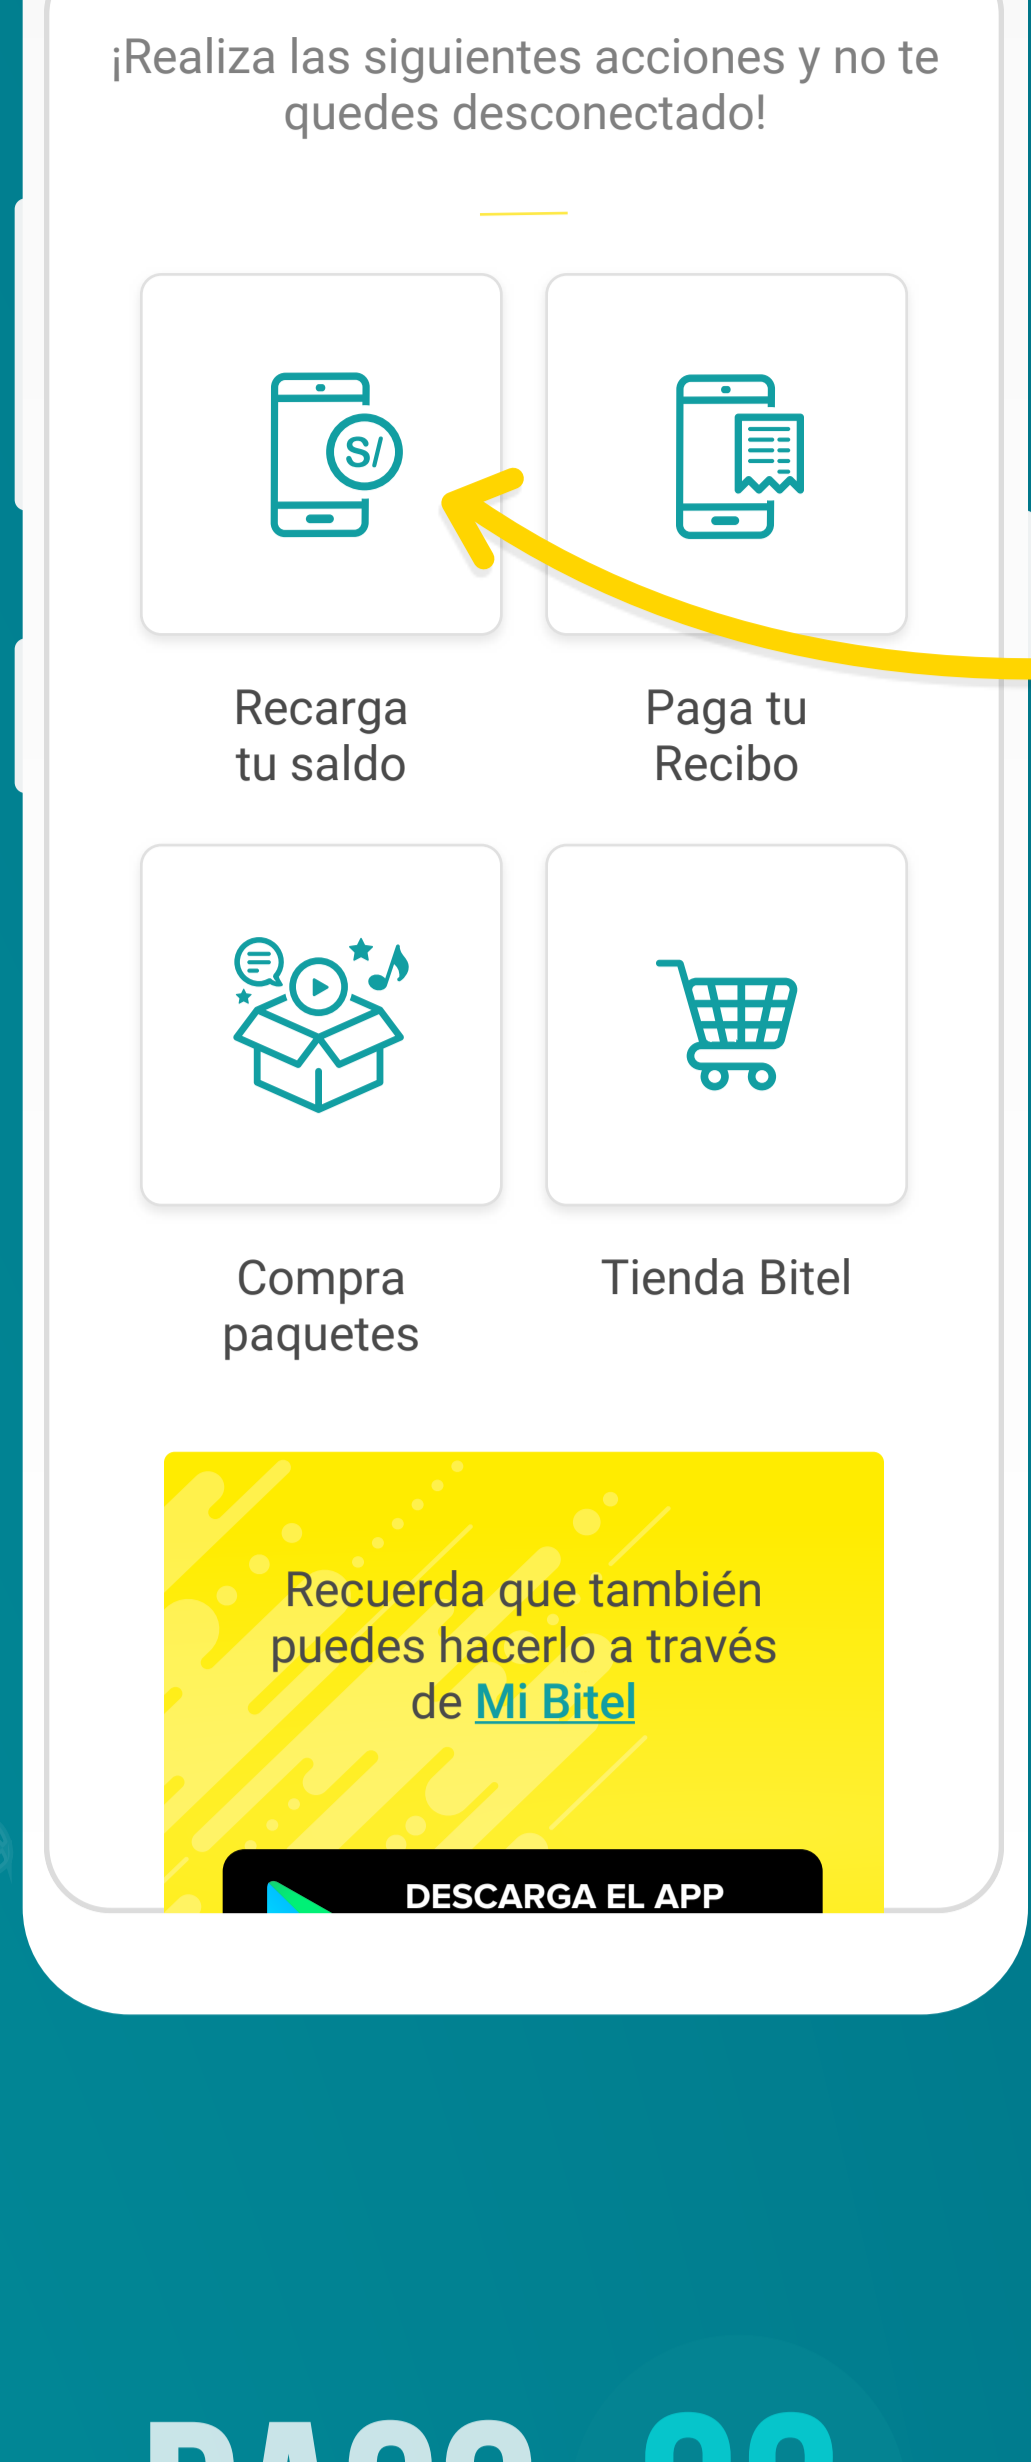 ¡Realiza las siguientes acciones y no te
quedes desconectado!
S/
Recarga
tu saldo
Paga tu
Recibo
Compra
paquetes
Tienda Bitel
Recuerda que también
puedes hacerlo a través
de Mi Bitel
DESCARGA EL APP